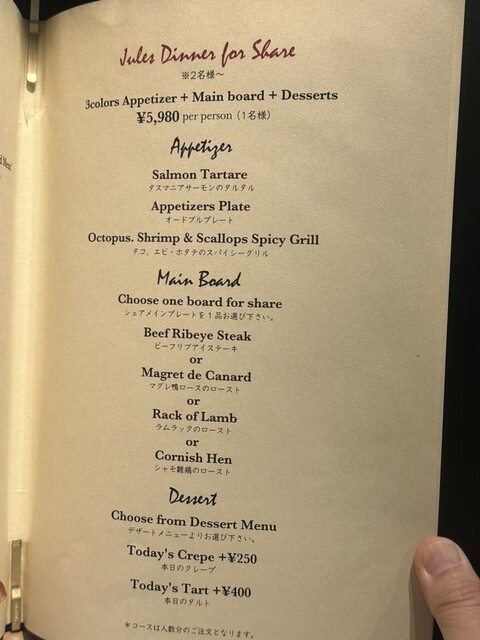 Jules Dinner for Share
※2名様〜
3colors Appetizer + Main board + Desserts
¥5,980 per person (1名様)
Appetizer
Salmon Tartare
タスマニアサーモンのタルタル
Appetizers Plate
オードブルプレート
Octopus. Shrimp & Scallops Spicy Grill
タコ、エビ・ホタテのスパイシーグリル
Main Board
Choose one board for share
シェアメインプレートを1品お選び下さい。
Beef Ribeye Steak
ビーフリブアイステーキ
or
Magret de Canard
マグレ鴨ロースのロースト
or
Rack of Lamb
ラムラックのロースト
or
Cornish Hen
シャモ雛鶏のロースト
Dessert
Choose from Dessert Menu
デザートメニューよりお選び下さい。
Today's Crepe +¥250
本日のクレープ
Today's Tart +¥400
本日のタルト
※コースは人数分のご注文となります。